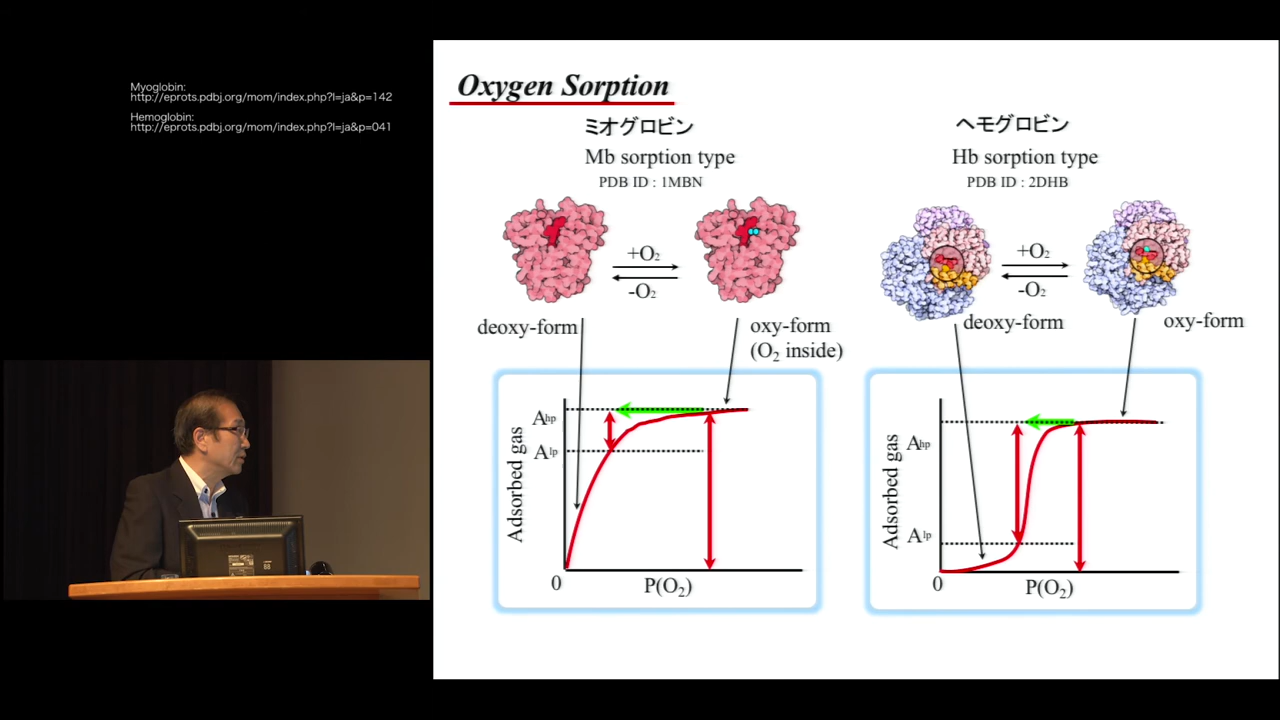 Myoglobin:
http://eprots.pdbj.org/mom/index.php?l=ja&p=142
Hemoglobin:
http://eprots.pdbj.org/mom/index.php?l=ja&p=041
Oxygen Sorption
ミオグロビン
Mb sorption type
PDB ID : 1MBN
+O₂
-O₂
deoxy-form
oxy-form
(O₂ inside)
Ahp
Alp
Adsorbed gas
0
P(O₂)
ヘモグロビン
Hb sorption type
PDB ID : 2DHB
+O₂
-O₂
deoxy-form
oxy-form
Ahp
Alp
Adsorbed gas
0
P(O₂)